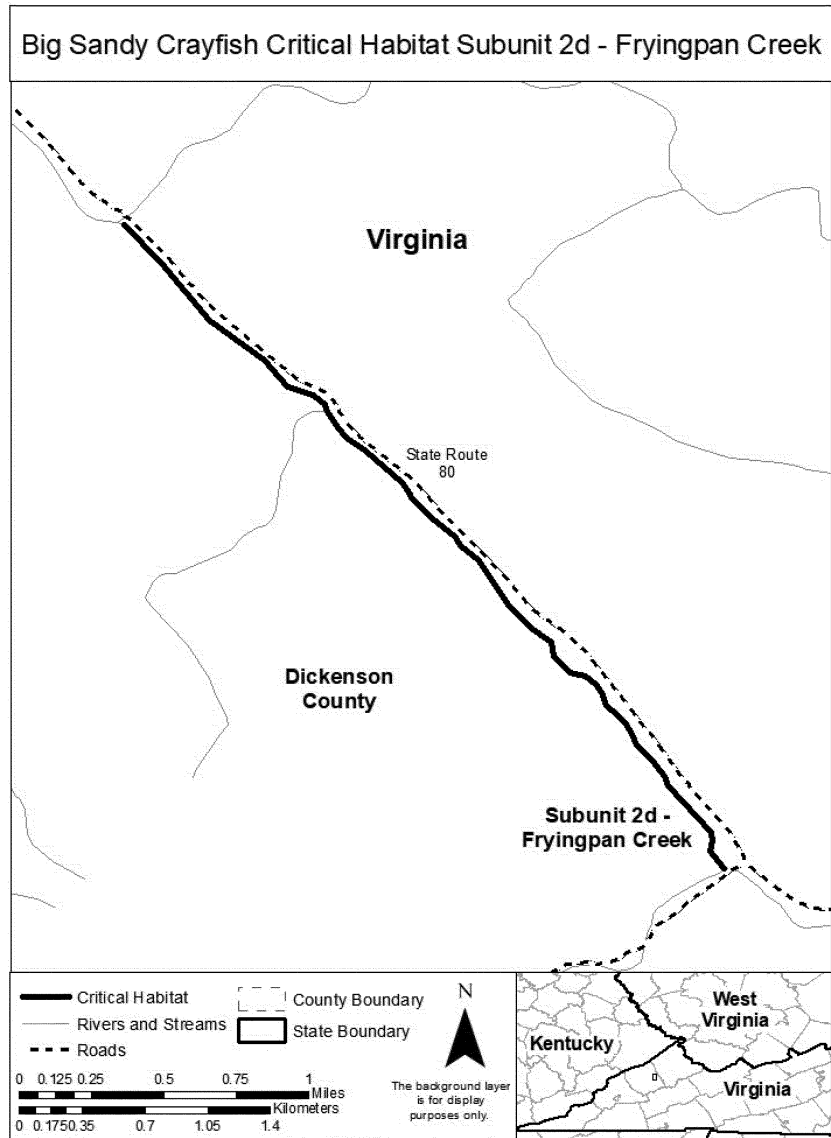 Big Sandy Crayfish Critical Habitat Subunit 2d - Fryingpan Creek
Virginia
State Route
80
Dickenson
County
Subunit 2d -
Fryingpan Creek
Critical Habitat
Rivers and Streams
Roads
County Boundary
State Boundary
N
The background layer
is for display
purposes only.
0 0.125 0.25 0.5 0.75 1
Miles
Kilometers
0 0.1750.35 0.7 1.05 1.4
West
Virginia
Kentucky
Virginia